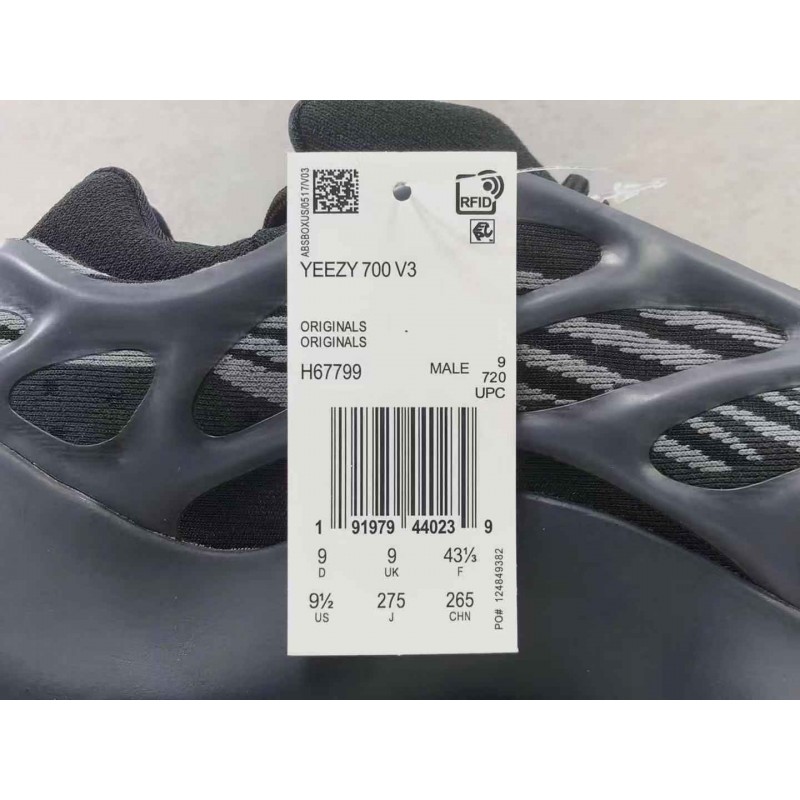 ABSBOXUS/0517/V03
RFID
YEEZY 700 V3
ORIGINALS
ORIGINALS
H67799 MALE 9
720
UPC
1 91979 44023 9
9 9 43⅓
D UK F
9½ 275 265
US J CHN
PO# 124849382